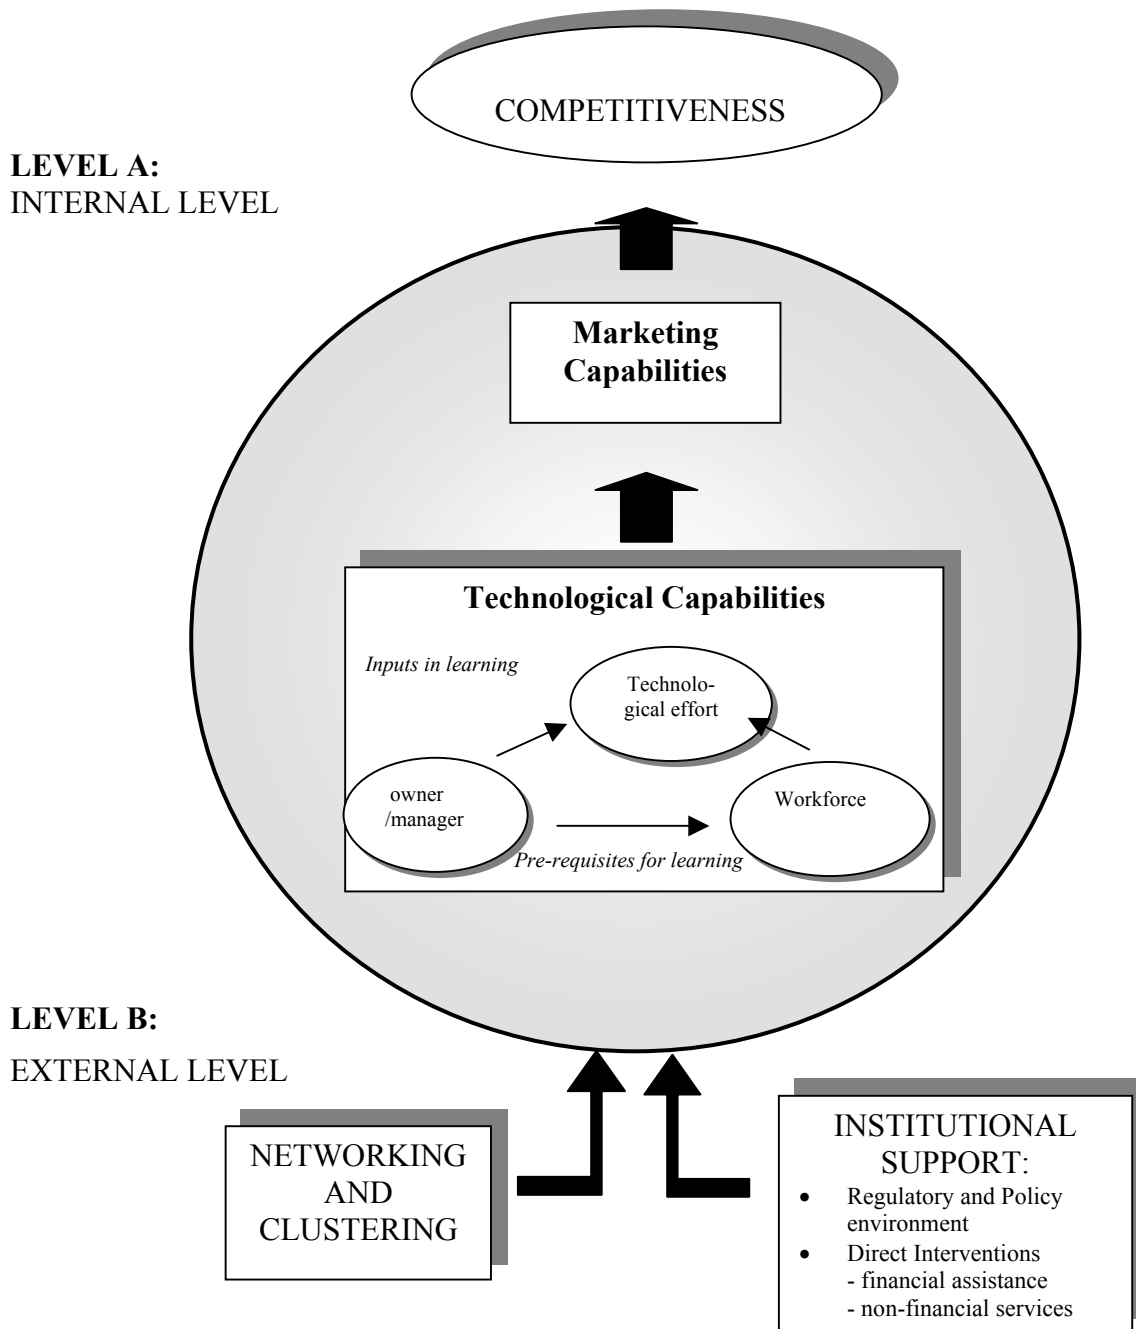 COMPETITIVENESS
LEVEL A:
INTERNAL LEVEL
Marketing
Capabilities
Technological Capabilities
Inputs in learning
Technolo-
gical effort
owner
/manager
Workforce
Pre-requisites for learning
LEVEL B:
EXTERNAL LEVEL
NETWORKING
AND
CLUSTERING
INSTITUTIONAL
SUPPORT:
• Regulatory and Policy
environment
• Direct Interventions
- financial assistance
- non-financial services